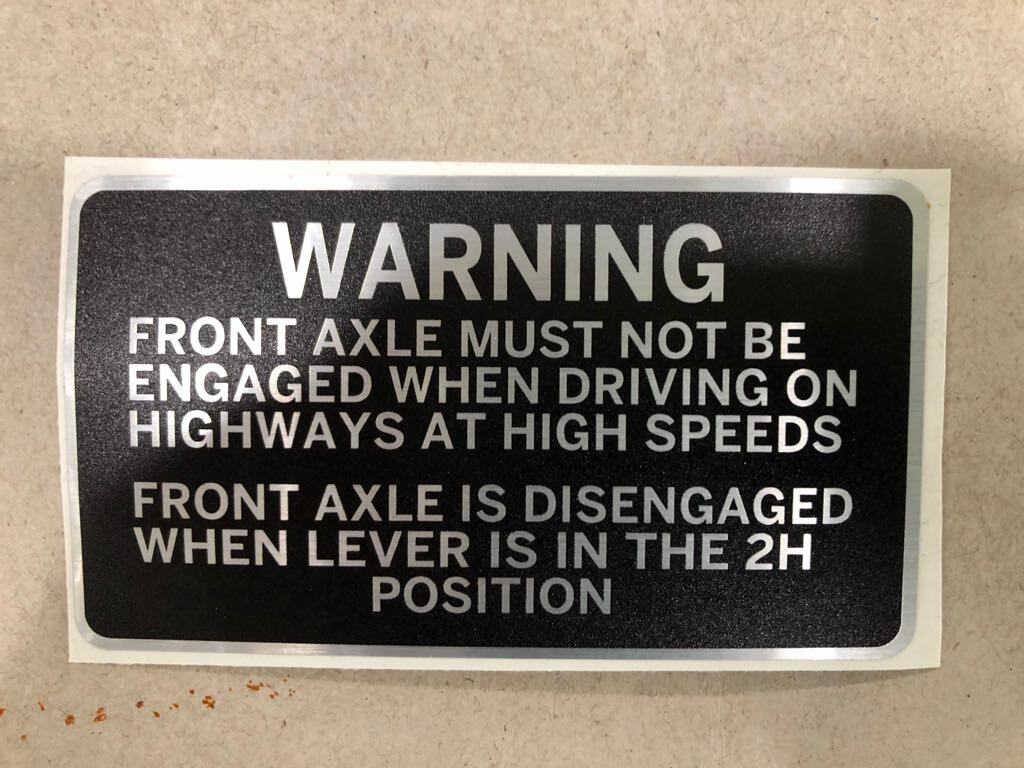 WARNING
FRONT AXLE MUST NOT BE
ENGAGED WHEN DRIVING ON
HIGHWAYS AT HIGH SPEEDS
FRONT AXLE IS DISENGAGED
WHEN LEVER IS IN THE 2H
POSITION